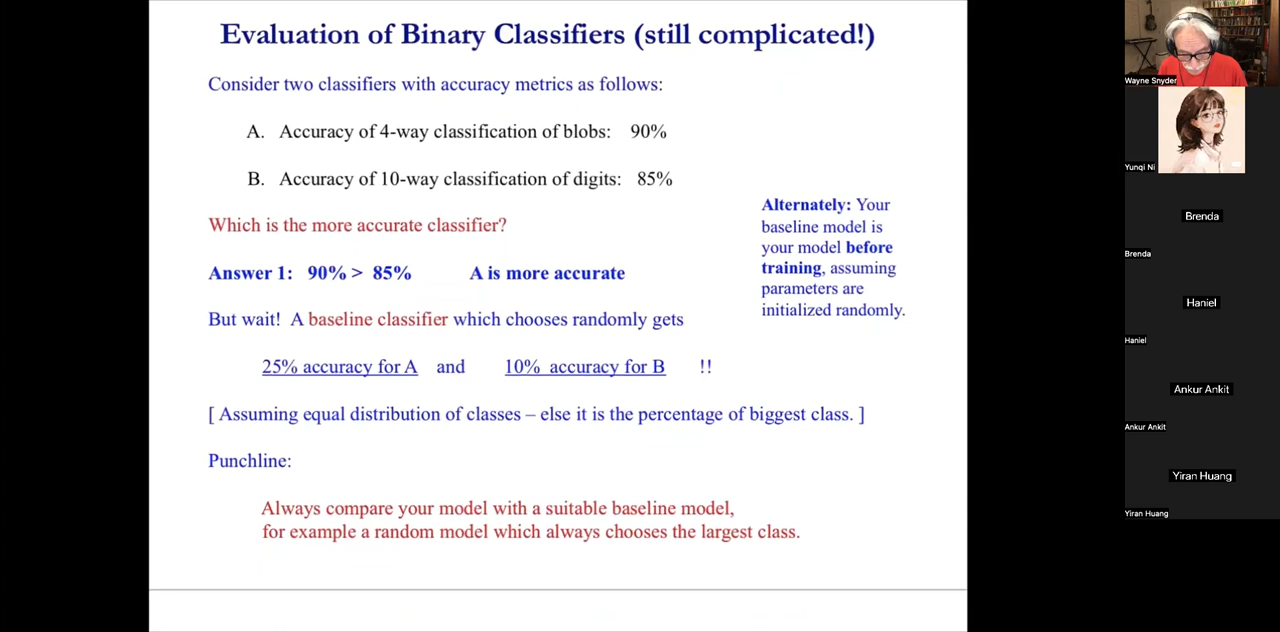 Evaluation of Binary Classifiers (still complicated!)
Consider two classifiers with accuracy metrics as follows:
A. Accuracy of 4-way classification of blobs: 90%
B. Accuracy of 10-way classification of digits: 85%
Which is the more accurate classifier?
Answer 1: 90% > 85% A is more accurate
But wait! A baseline classifier which chooses randomly gets
25% accuracy for A and 10% accuracy for B !!
[ Assuming equal distribution of classes – else it is the percentage of biggest class. ]
Punchline:
Always compare your model with a suitable baseline model,
for example a random model which always chooses the largest class.
Alternately: Your
baseline model is
your model before
training, assuming
parameters are
initialized randomly.
Wayne Snyder
Yunqi Ni
Brenda
Brenda
Haniel
Haniel
Ankur Ankit
Ankur Ankit
Yiran Huang
Yiran Huang